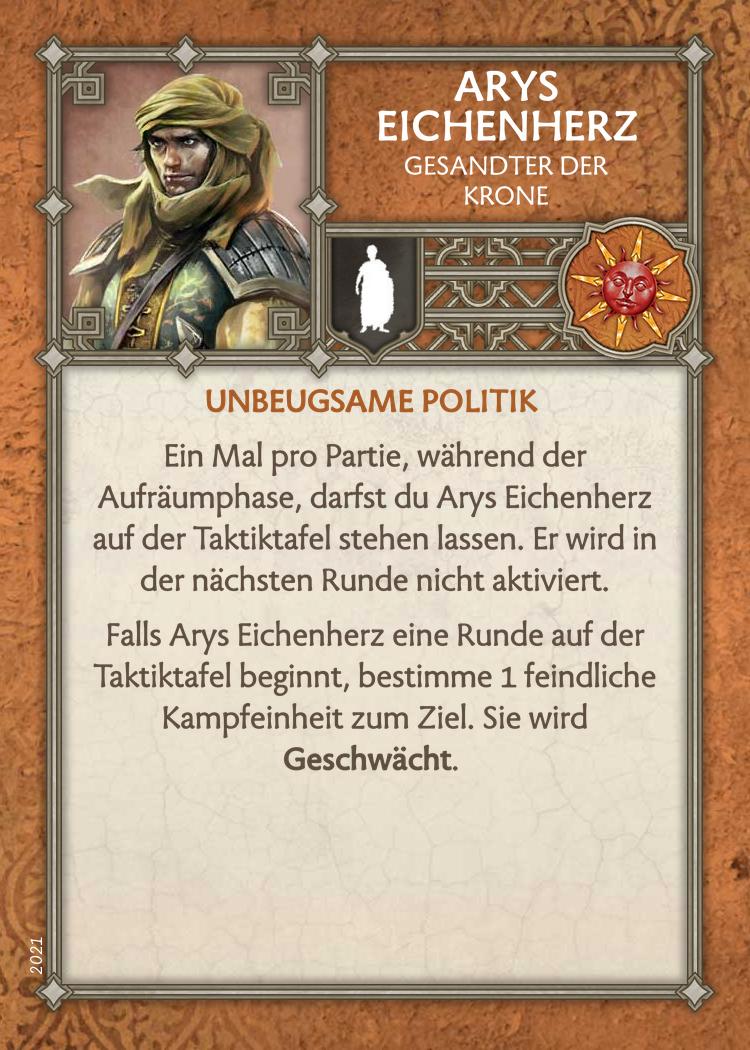 ARYS
EICHENHERZ
GESANDTER DER
KRONE
UNBEUGSAME POLITIK
Ein Mal pro Partie, während der
Aufräumphase, darfst du Arys Eichenherz
auf der Taktiktafel stehen lassen. Er wird in
der nächsten Runde nicht aktiviert.
Falls Arys Eichenherz eine Runde auf der
Taktiktafel beginnt, bestimme 1 feindliche
Kampfeinheit zum Ziel. Sie wird
Geschwächt.
2021